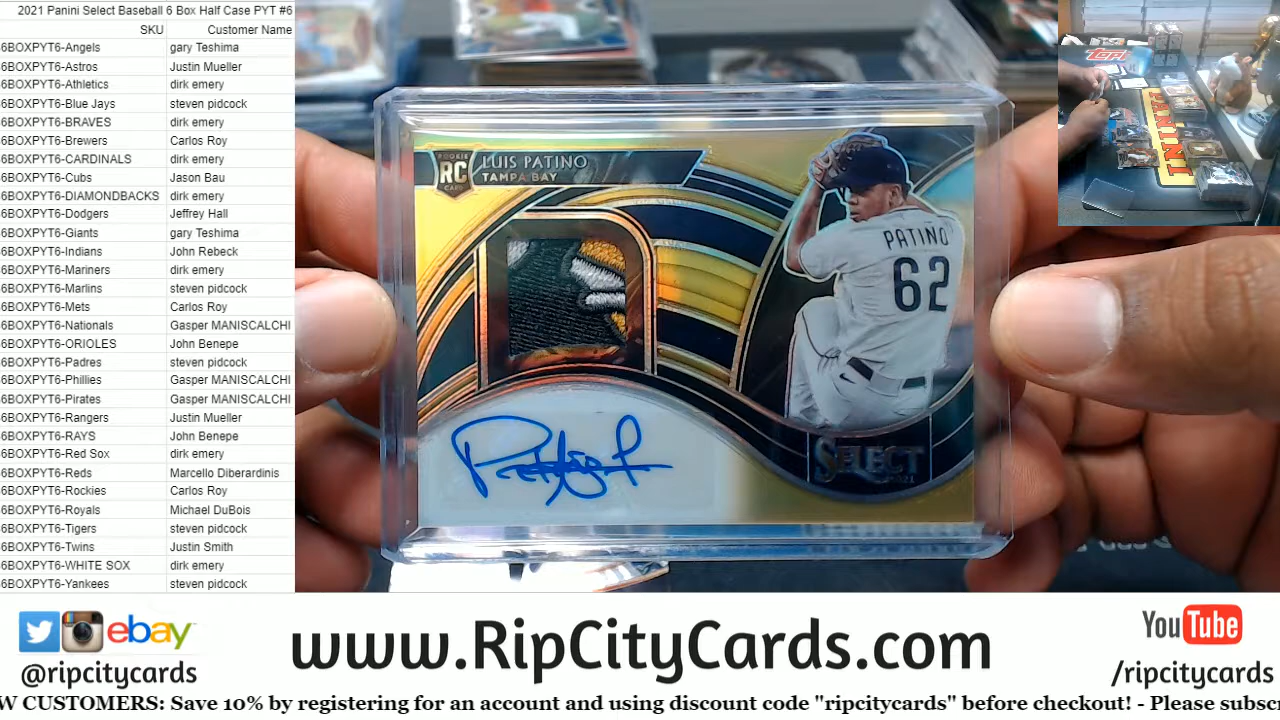 2021 Panini Select Baseball 6 Box Half Case PYT #6
SKU Customer Name
6BOXPYT6-Angels gary Teshima
6BOXPYT6-Astros Justin Mueller
6BOXPYT6-Athletics dirk emery
6BOXPYT6-Blue Jays steven pidcock
6BOXPYT6-BRAVES dirk emery
6BOXPYT6-Brewers Carlos Roy
6BOXPYT6-CARDINALS dirk emery
6BOXPYT6-Cubs Jason Bau
6BOXPYT6-DIAMONDBACKS dirk emery
6BOXPYT6-Dodgers Jeffrey Hall
6BOXPYT6-Giants gary Teshima
6BOXPYT6-Indians John Rebeck
6BOXPYT6-Mariners dirk emery
6BOXPYT6-Marlins steven pidcock
6BOXPYT6-Mets Carlos Roy
6BOXPYT6-Nationals Gasper MANISCALCHI
6BOXPYT6-ORIOLES John Benepe
6BOXPYT6-Padres steven pidcock
6BOXPYT6-Phillies Gasper MANISCALCHI
6BOXPYT6-Pirates Gasper MANISCALCHI
6BOXPYT6-Rangers Justin Mueller
6BOXPYT6-RAYS John Benepe
6BOXPYT6-Red Sox dirk emery
6BOXPYT6-Reds Marcello Diberardinis
6BOXPYT6-Rockies Carlos Roy
6BOXPYT6-Royals Michael DuBois
6BOXPYT6-Tigers steven pidcock
6BOXPYT6-Twins Justin Smith
6BOXPYT6-WHITE SOX dirk emery
6BOXPYT6-Yankees steven pidcock
ROOKIE
RC
CARD
LUIS PATINO
TAMPA BAY
PATINO
62
SELECT
2021
Topps
PANINI
ebay
@ripcitycards
www.RipCityCards.com
YouTube
/ripcitycards
W CUSTOMERS: Save 10% by registering for an account and using discount code "ripcitycards" before checkout! - Please subsc